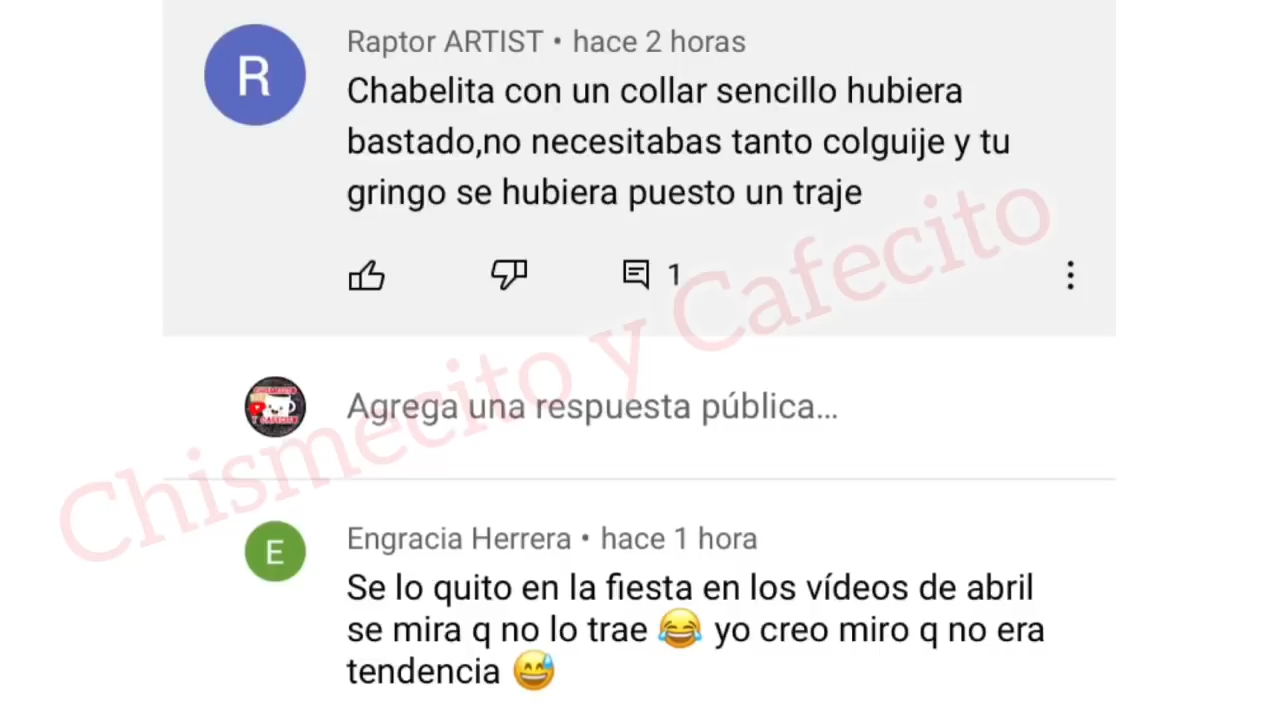 R
Raptor ARTIST • hace 2 horas
Chabelita con un collar sencillo hubiera
bastado,no necesitabas tanto colguije y tu
gringo se hubiera puesto un traje
1
Chismecito y Cafecito
Agrega una respuesta pública...
E
Engracia Herrera • hace 1 hora
Se lo quito en la fiesta en los vídeos de abril
se mira q no lo trae 😂 yo creo miro q no era
tendencia 😅